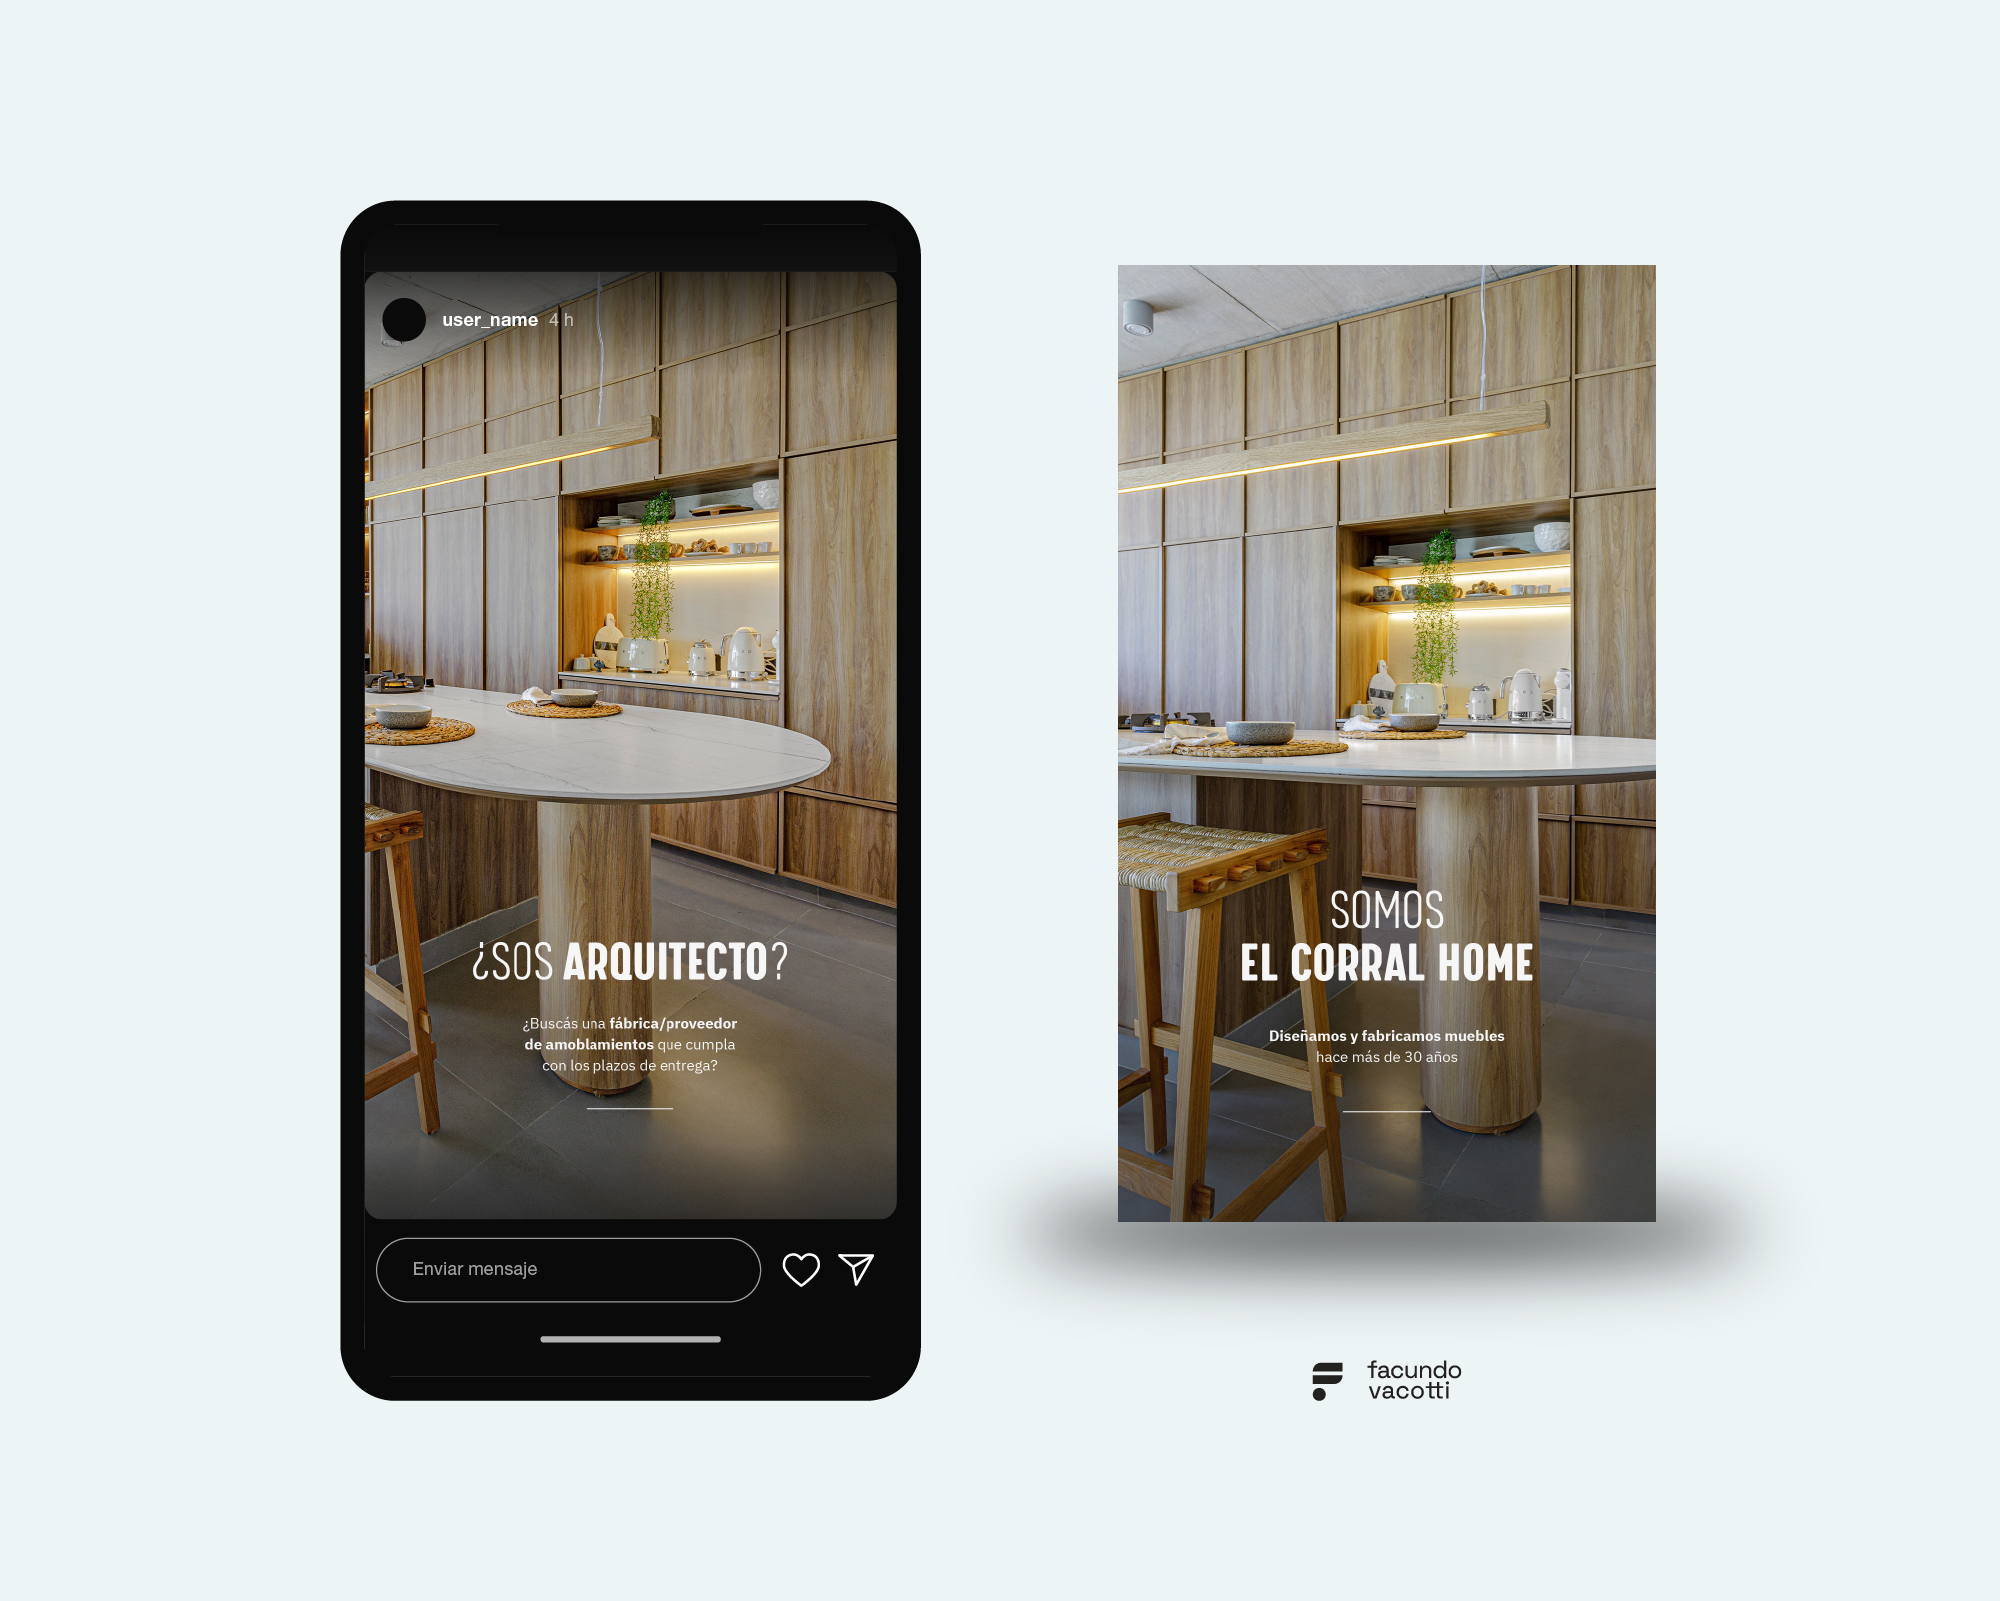 user_name 4 h
¿SOS ARQUITECTO?
¿Buscás una fábrica/proveedor
de amoblamientos que cumpla
con los plazos de entrega?
Enviar mensaje
SOMOS
EL CORRAL HOME
Diseñamos y fabricamos muebles
hace más de 30 años
facundo
vacotti